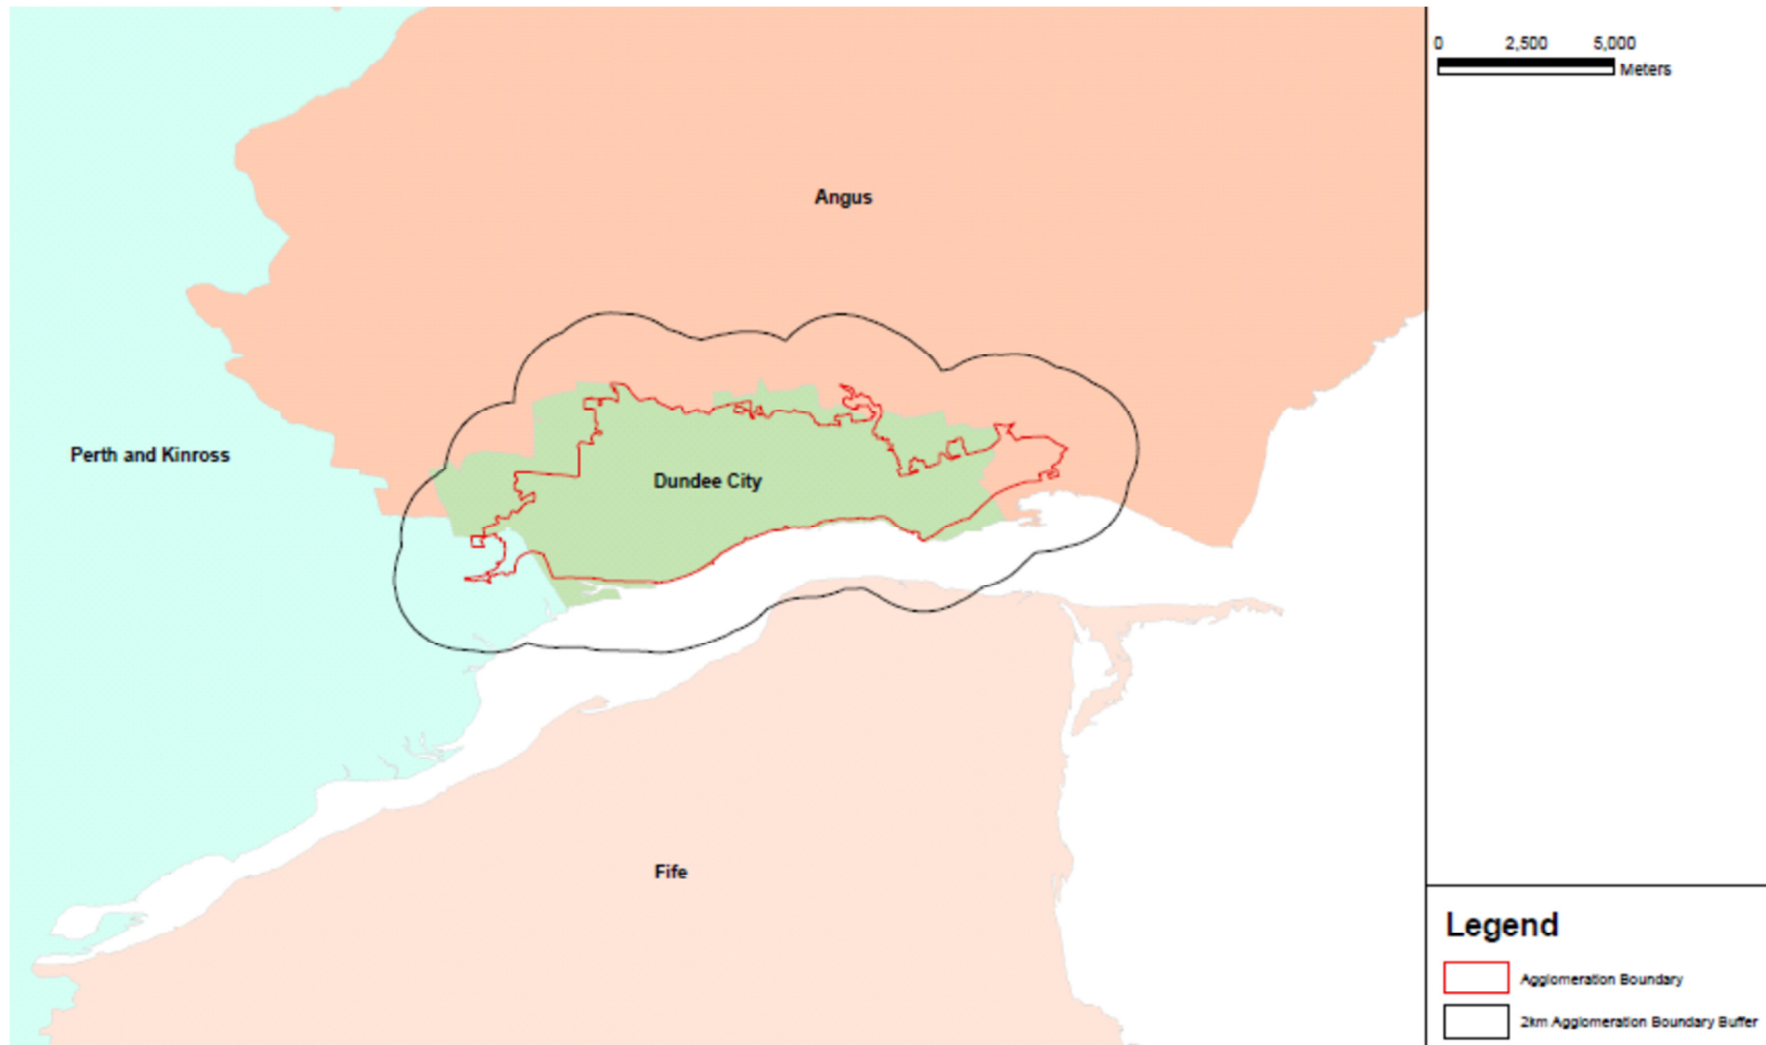 0 2,500 5,000
Meters
Angus
Perth and Kinross
Dundee City
Fife
Legend
Agglomeration Boundary
2km Agglomeration Boundary Buffer